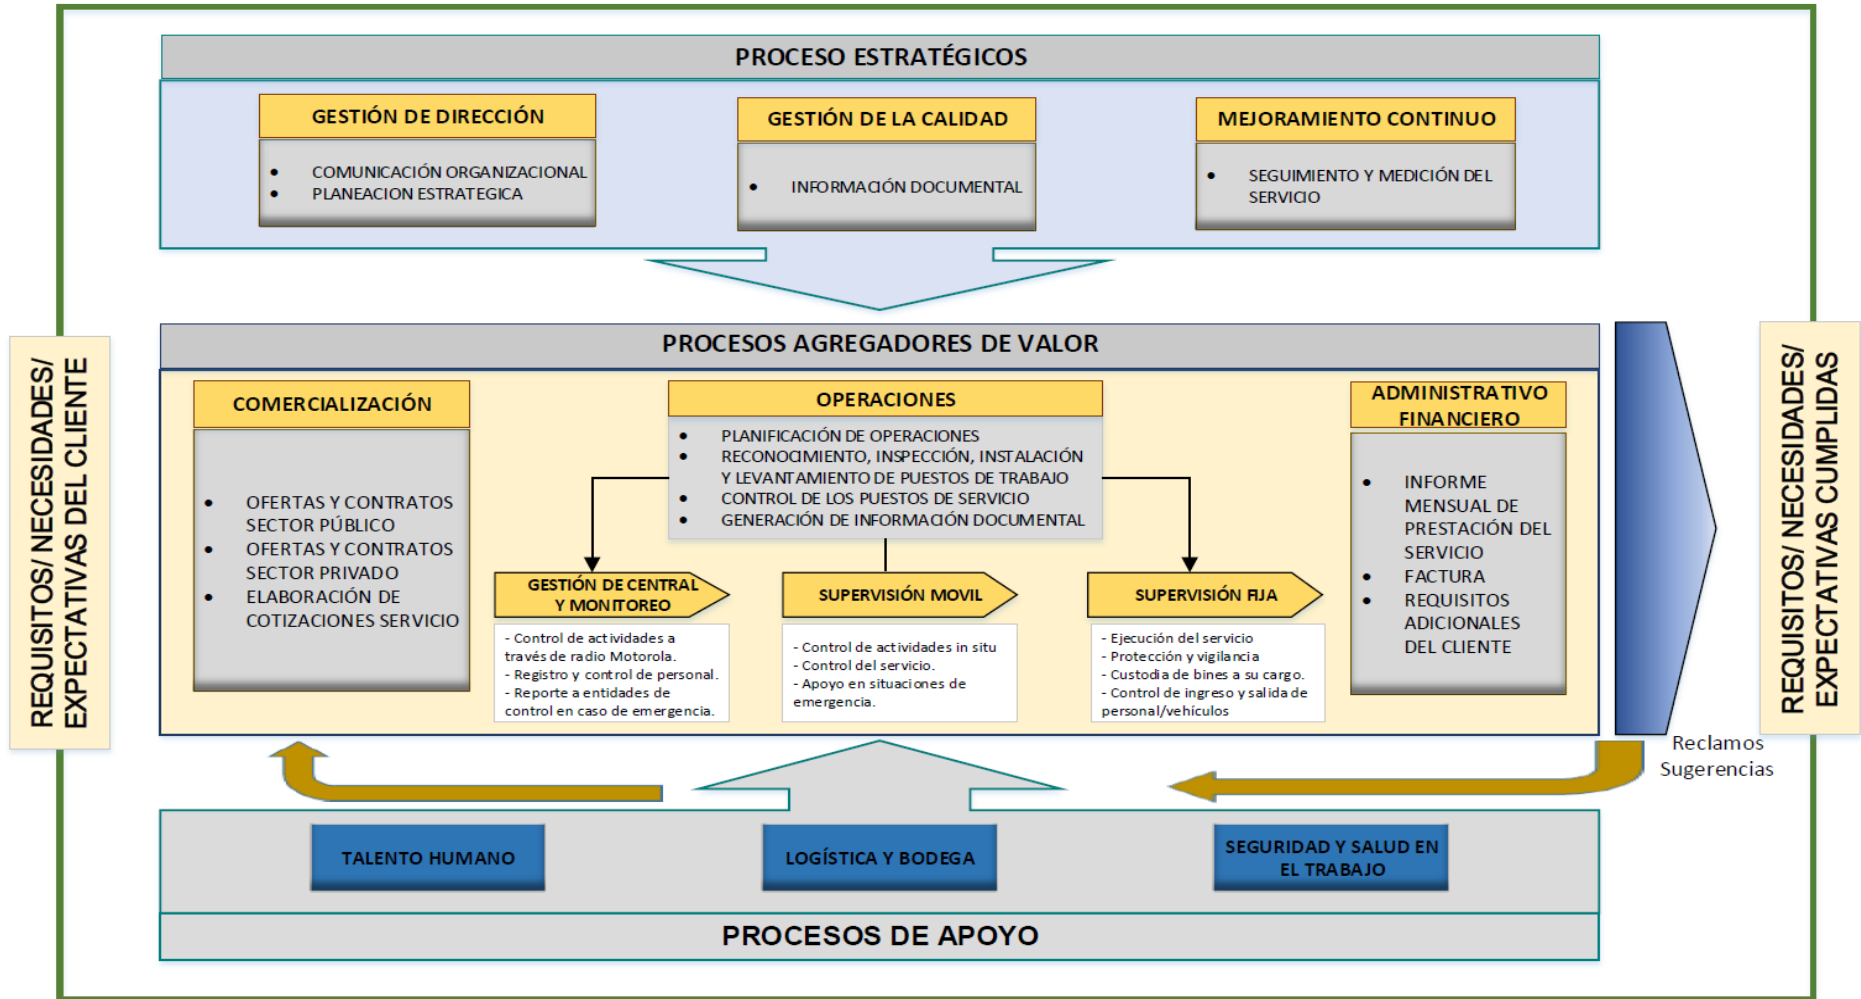 PROCESO ESTRATÉGICOS
GESTIÓN DE DIRECCIÓN
• COMUNICACIÓN ORGANIZACIONAL
• PLANEACION ESTRATEGICA
GESTIÓN DE LA CALIDAD
• INFORMACIÓN DOCUMENTAL
MEJORAMIENTO CONTINUO
• SEGUIMIENTO Y MEDICIÓN DEL
SERVICIO
REQUISITOS/ NECESIDADES/
EXPECTATIVAS DEL CLIENTE
PROCESOS AGREGADORES DE VALOR
COMERCIALIZACIÓN
• OFERTAS Y CONTRATOS
SECTOR PÚBLICO
• OFERTAS Y CONTRATOS
SECTOR PRIVADO
• ELABORACIÓN DE
COTIZACIONES SERVICIO
OPERACIONES
• PLANIFICACIÓN DE OPERACIONES
• RECONOCIMIENTO, INSPECCIÓN, INSTALACIÓN
Y LEVANTAMIENTO DE PUESTOS DE TRABAJO
• CONTROL DE LOS PUESTOS DE SERVICIO
• GENERACIÓN DE INFORMACIÓN DOCUMENTAL
GESTIÓN DE CENTRAL
Y MONITOREO
- Control de actividades a
través de radio Motorola.
- Registro y control de personal.
- Reporte a entidades de
control en caso de emergencia.
SUPERVISIÓN MOVIL
- Control de actividades in situ
- Control del servicio.
- Apoyo en situaciones de
emergencia.
SUPERVISIÓN FIJA
- Ejecución del servicio
- Protección y vigilancia
- Custodia de bines a su cargo.
- Control de ingreso y salida de
personal/vehículos
ADMINISTRATIVO
FINANCIERO
• INFORME
MENSUAL DE
PRESTACIÓN DEL
SERVICIO
• FACTURA
• REQUISITOS
ADICIONALES
DEL CLIENTE
REQUISITOS/ NECESIDADES/
EXPECTATIVAS CUMPLIDAS
Reclamos
Sugerencias
TALENTO HUMANO
LOGÍSTICA Y BODEGA
SEGURIDAD Y SALUD EN
EL TRABAJO
PROCESOS DE APOYO